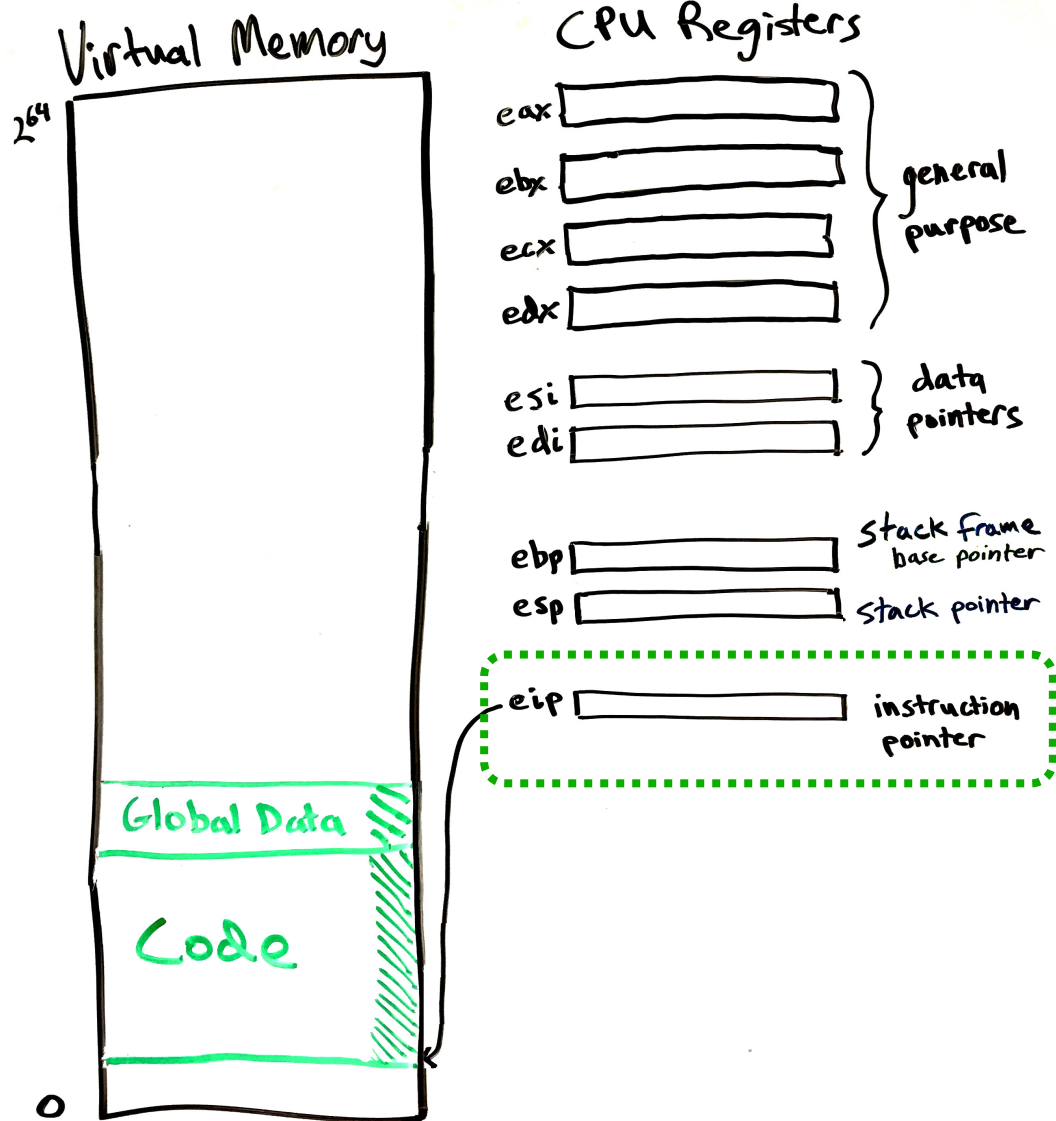 Virtual Memory
2^64
Global Data
Code
0
CPU Registers
eax
ebx
ecx
edx
general
purpose
esi
edi
data
pointers
ebp
stack frame
base pointer
esp
stack pointer
eip
instruction
pointer